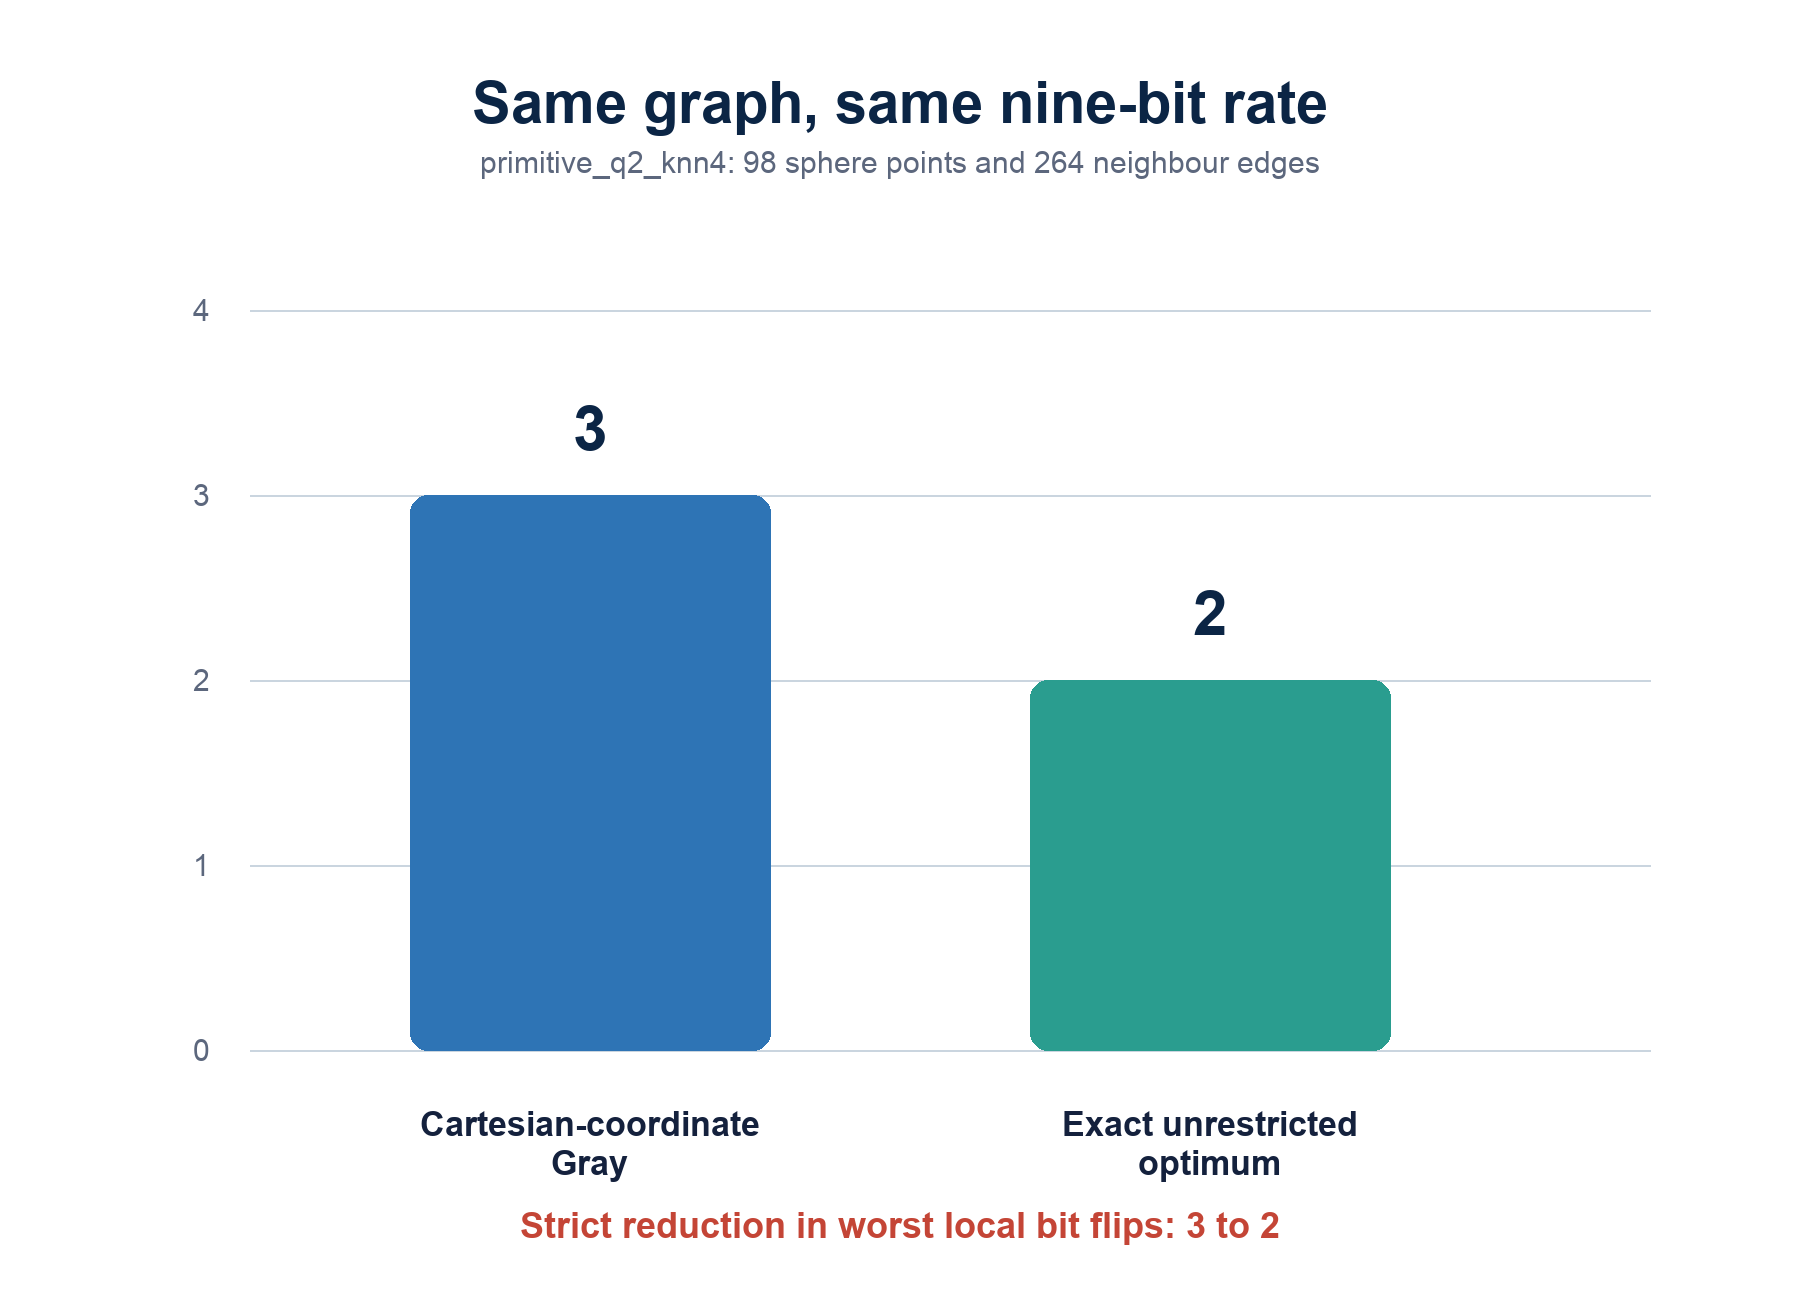 Same graph, same nine-bit rate
primitive_q2_knn4: 98 sphere points and 264 neighbour edges
4
3
3
2
2
1
0
Cartesian-coordinate
Gray
Exact unrestricted
optimum
Strict reduction in worst local bit flips: 3 to 2